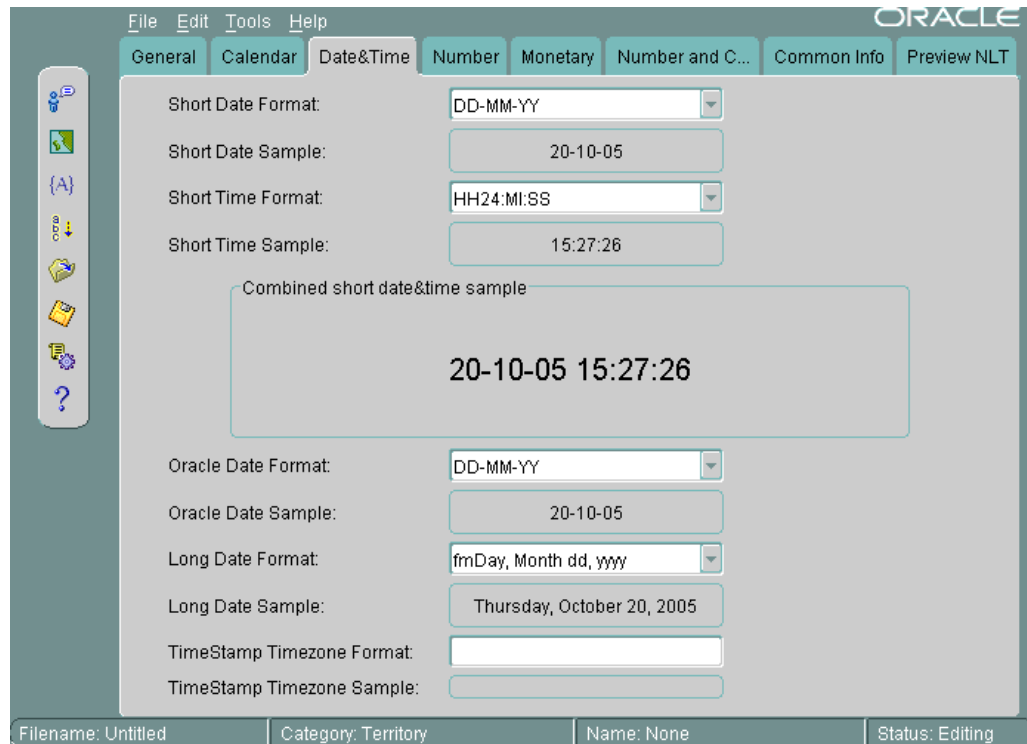 File Edit Tools Help
ORACLE
General Calendar Date&Time Number Monetary Number and C... Common Info Preview NLT
Short Date Format: DD-MM-YY
Short Date Sample: 20-10-05
Short Time Format: HH24:MI:SS
Short Time Sample: 15:27:26
Combined short date&time sample
20-10-05 15:27:26
Oracle Date Format: DD-MM-YY
Oracle Date Sample: 20-10-05
Long Date Format: fmDay, Month dd, yyyy
Long Date Sample: Thursday, October 20, 2005
TimeStamp Timezone Format:
TimeStamp Timezone Sample:
{A}
a
b
c
?
Filename: Untitled Category: Territory Name: None Status: Editing